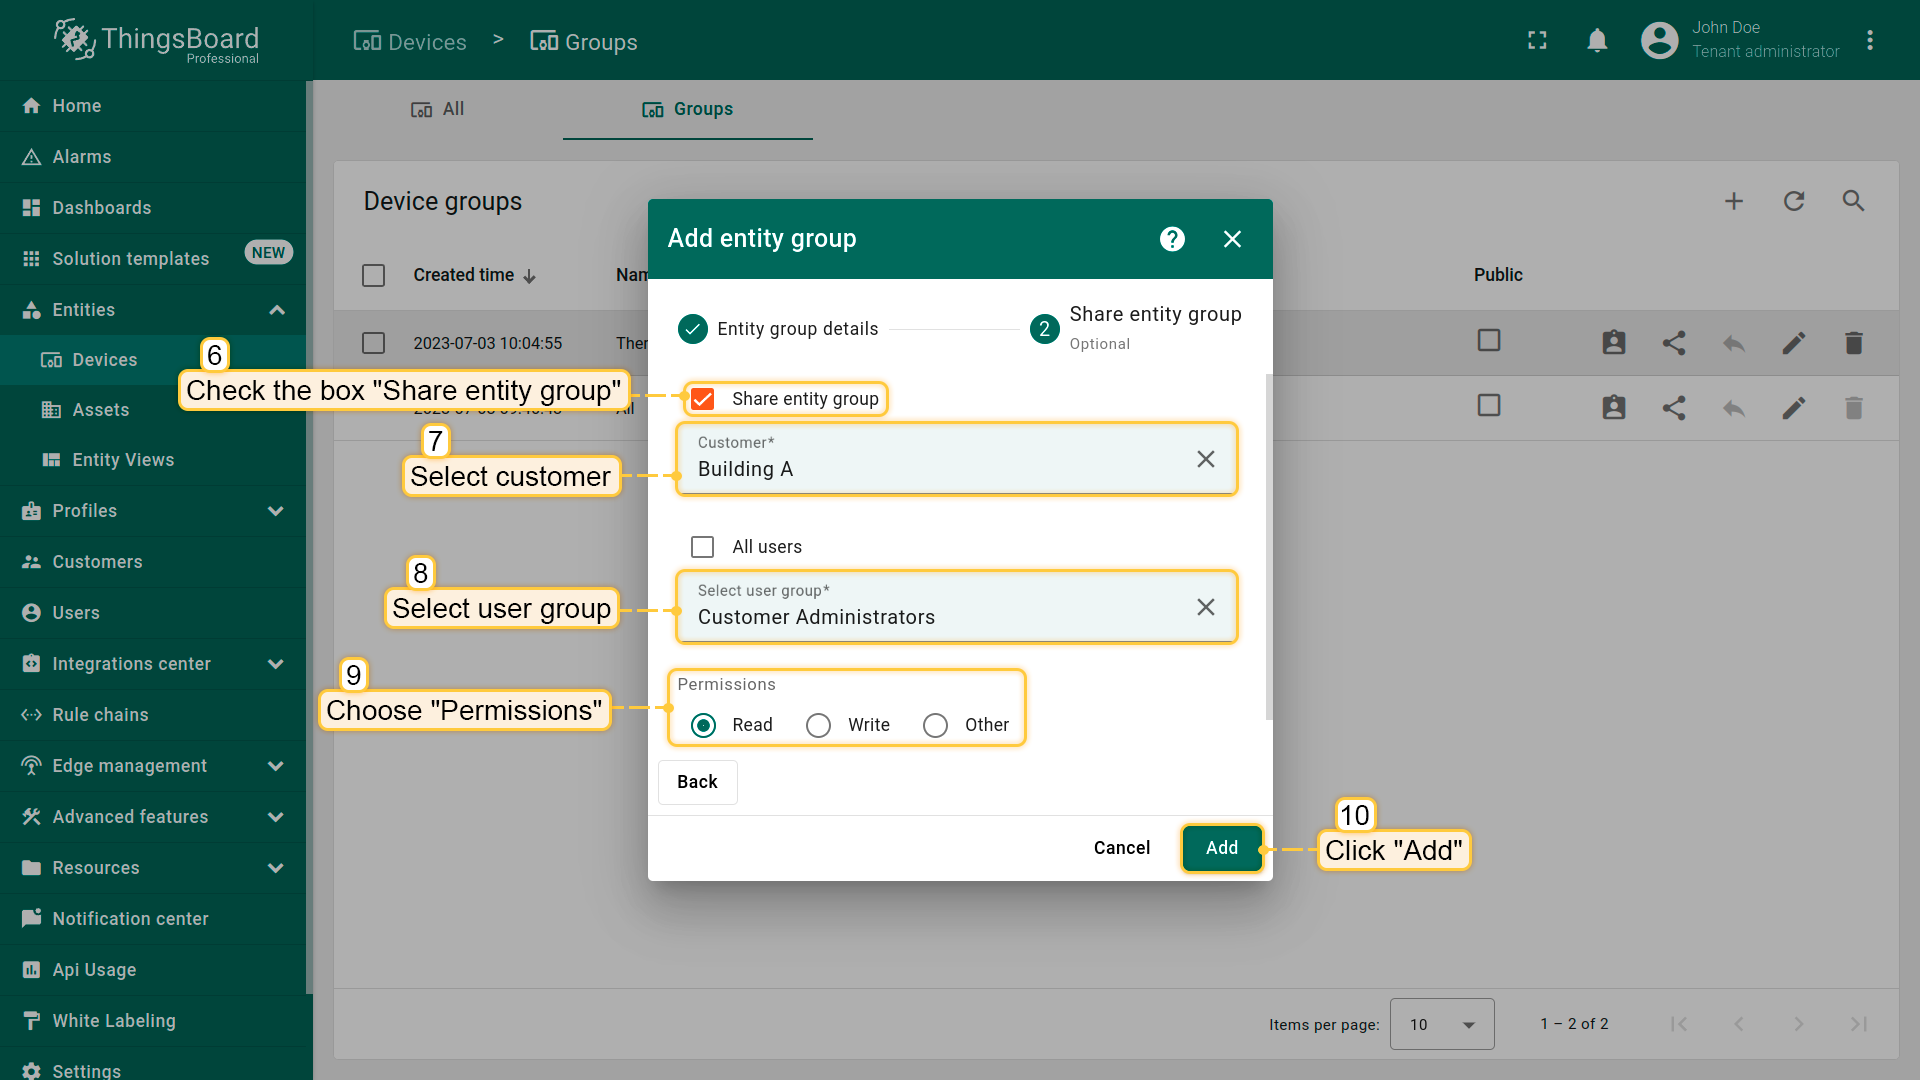 ThingsBoard
Professional
Devices > Groups
John Doe
Tenant administrator
Home
Alarms
Dashboards
Solution templates NEW
Entities
Devices
Assets
Entity Views
Profiles
Customers
Users
Integrations center
Rule chains
Edge management
Advanced features
Resources
Notification center
Api Usage
White Labeling
Settings
All Groups
Device groups
Created time Nam Public
2023-07-03 10:04:55 Ther
All
Add entity group
Entity group details
2 Share entity group
Optional
6
Check the box "Share entity group"
Share entity group
7
Select customer
Customer*
Building A
All users
8
Select user group
Select user group*
Customer Administrators
9
Choose "Permissions"
Permissions
Read Write Other
Back
Cancel Add
10
Click "Add"
Items per page: 10 1 – 2 of 2